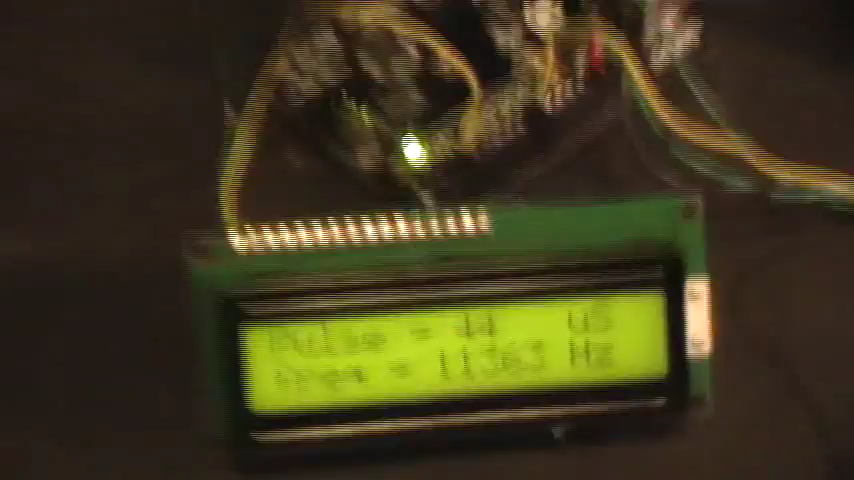 Pulse = 44 uS
Freq = 11363 Hz